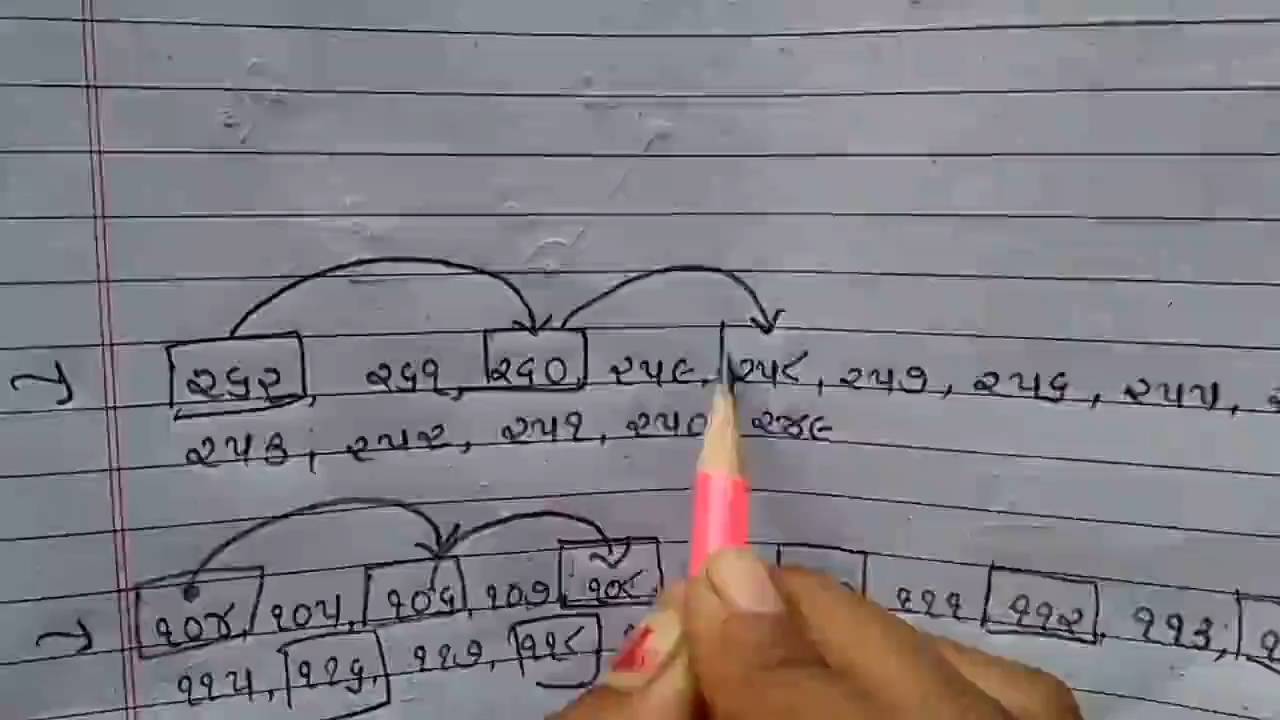 ૨૬૨, ૨૬૧, ૨૬૦, ૨૫૯, ૨૫૮, ૨૫૭, ૨૫૬, ૨૫૫,
૨૫૩, ૨૫૨, ૨૫૧, ૨૫૦ ૨૪૯
૧૦૪, ૧૦૫, ૧૦૬, ૧૦૭ ૧૦૮, ૧૧૧ ૧૧૨, ૧૧૩,
૧૧૫, ૧૧૬, ૧૧૭, ૧૧૮